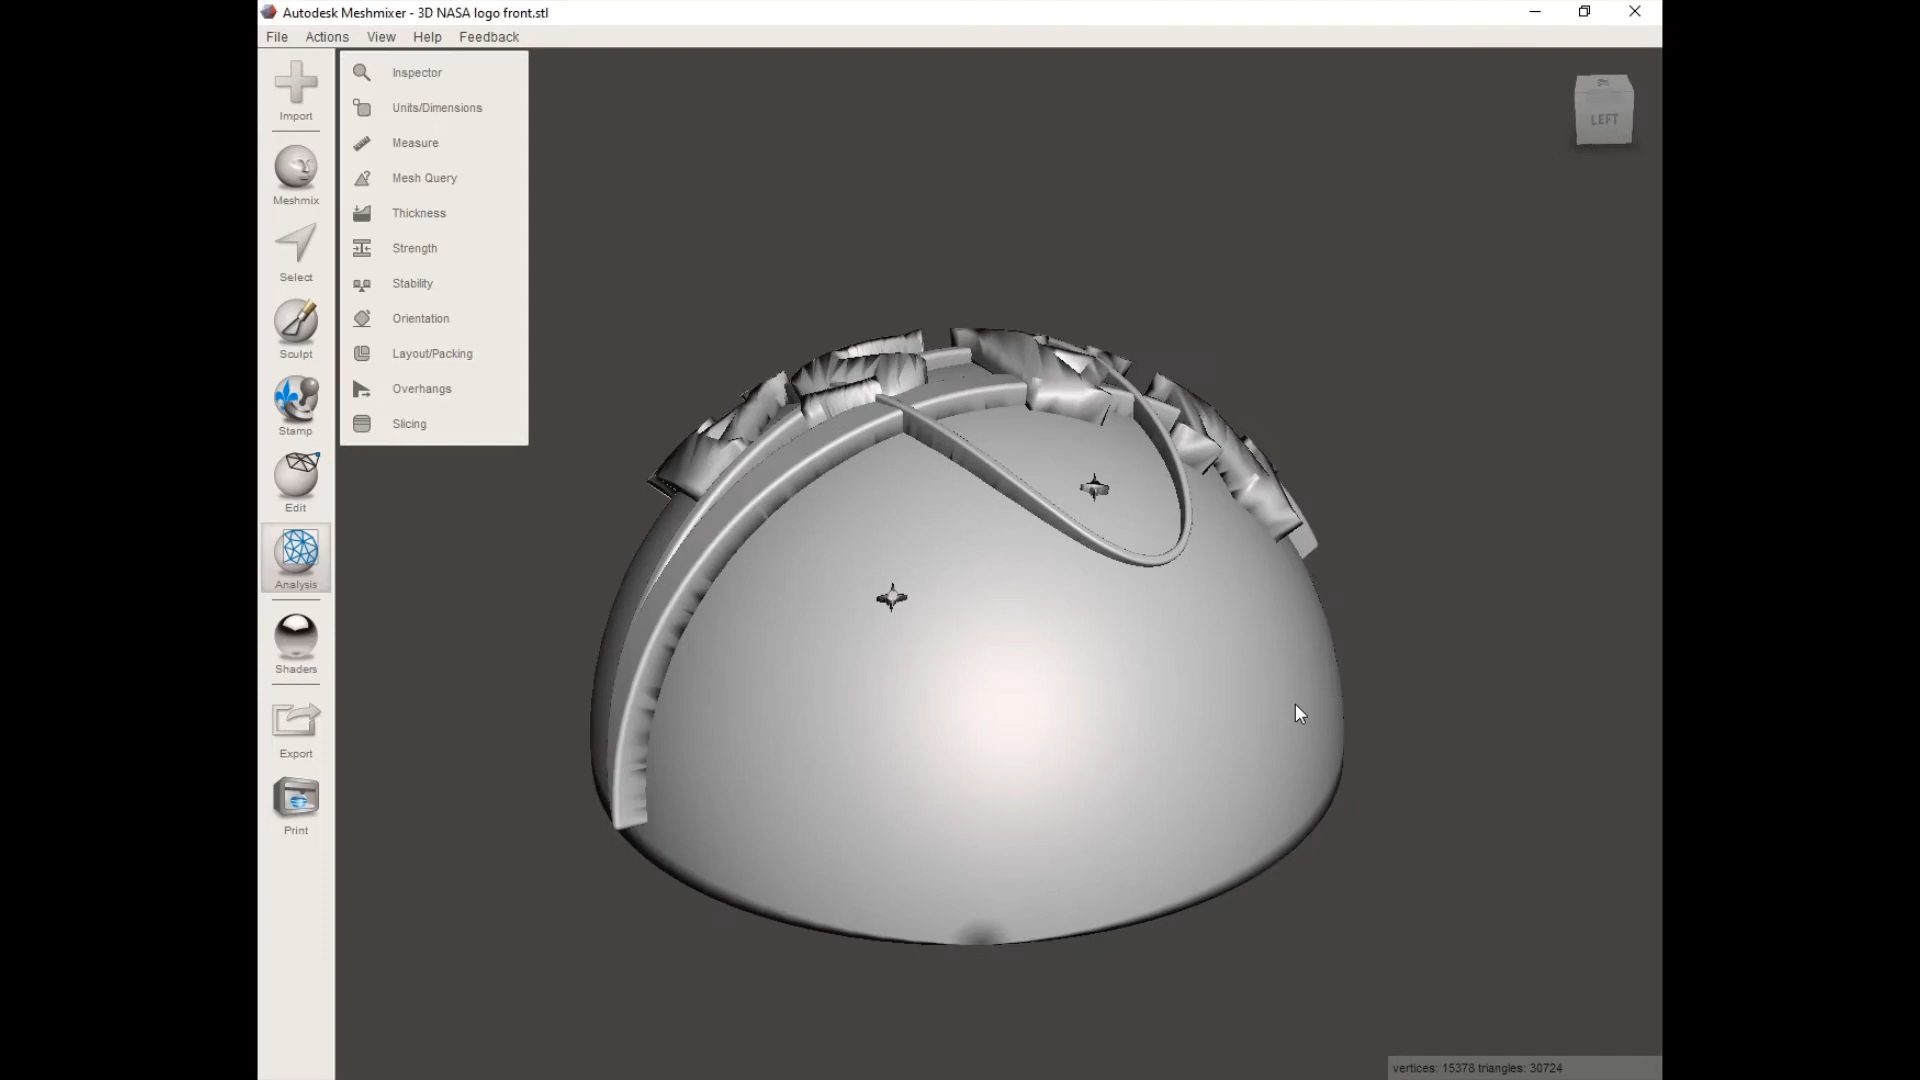 Autodesk Meshmixer - 3D NASA logo front.stl
File Actions View Help Feedback
Import
Meshmix
Select
Sculpt
Stamp
Edit
Analysis
Shaders
Export
Print
Inspector
Units/Dimensions
Measure
Mesh Query
Thickness
Strength
Stability
Orientation
Layout/Packing
Overhangs
Slicing
LEFT
vertices: 15378 triangles: 30724